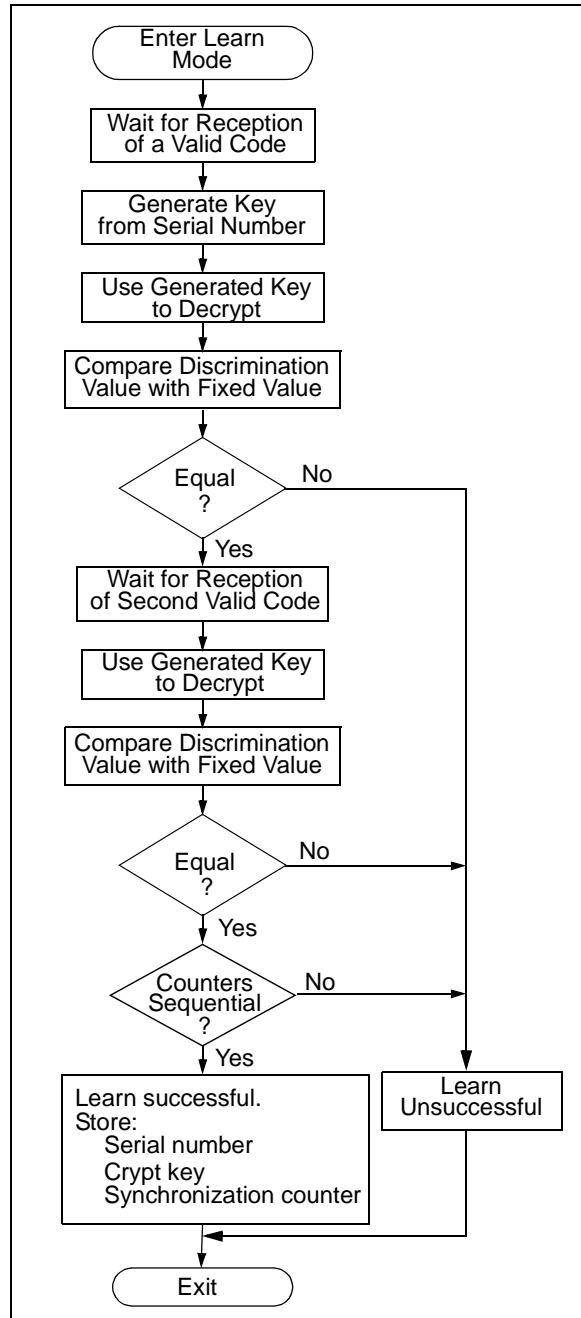 Enter Learn
Mode
Wait for Reception
of a Valid Code
Generate Key
from Serial Number
Use Generated Key
to Decrypt
Compare Discrimination
Value with Fixed Value
Equal
?
No
Yes
Wait for Reception
of Second Valid Code
Use Generated Key
to Decrypt
Compare Discrimination
Value with Fixed Value
Equal
?
No
Yes
Counters
Sequential
?
No
Yes
Learn successful.
Store:
Serial number
Crypt key
Synchronization counter
Learn
Unsuccessful
Exit